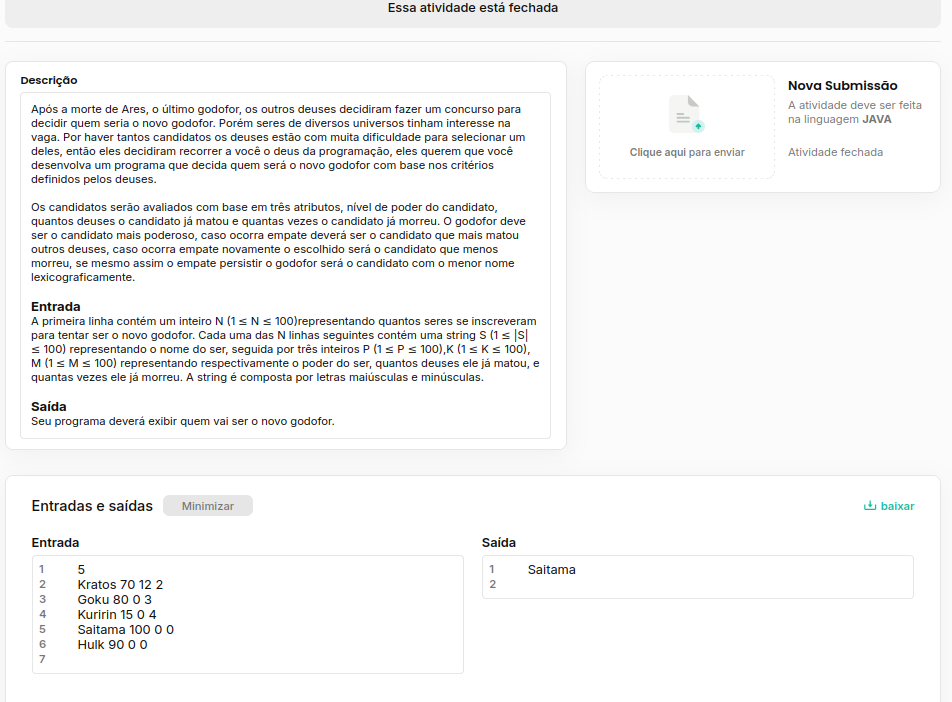 Essa atividade está fechada
Descrição
Após a morte de Ares, o último godofor, os outros deuses decidiram fazer um concurso para
decidir quem seria o novo godofor. Porém seres de diversos universos tinham interesse na
vaga. Por haver tantos candidatos os deuses estão com muita dificuldade para selecionar um
deles, então eles decidiram recorrer a você o deus da programação, eles querem que você
desenvolva um programa que decida quem será o novo godofor com base nos critérios
definidos pelos deuses.
Os candidatos serão avaliados com base em três atributos, nível de poder do candidato,
quantos deuses o candidato já matou e quantas vezes o candidato já morreu. O godofor deve
ser o candidato mais poderoso, caso ocorra empate deverá ser o candidato que mais matou
outros deuses, caso ocorra empate novamente o escolhido será o candidato que menos
morreu, se mesmo assim o empate persistir o godofor será o candidato com o menor nome
lexicograficamente.
Entrada
A primeira linha contém um inteiro N (1 ≤ N ≤ 100)representando quantos seres se inscreveram
para tentar ser o novo godofor. Cada uma das N linhas seguintes contém uma string S (1 ≤ |S|
≤ 100) representando o nome do ser, seguida por três inteiros P (1 ≤ P ≤ 100),K (1 ≤ K ≤ 100),
M (1 ≤ M ≤ 100) representando respectivamente o poder do ser, quantos deuses ele já matou, e
quantas vezes ele já morreu. A string é composta por letras maiúsculas e minúsculas.
Saída
Seu programa deverá exibir quem vai ser o novo godofor.
Nova Submissão
A atividade deve ser feita
na linguagem JAVA
Clique aqui para enviar
Atividade fechada
Entradas e saídas
Minimizar
baixar
Entrada
1 5
2 Kratos 70 12 2
3 Goku 80 0 3
4 Kuririn 15 0 4
5 Saitama 100 0 0
6 Hulk 90 0 0
7
Saída
1 Saitama
2